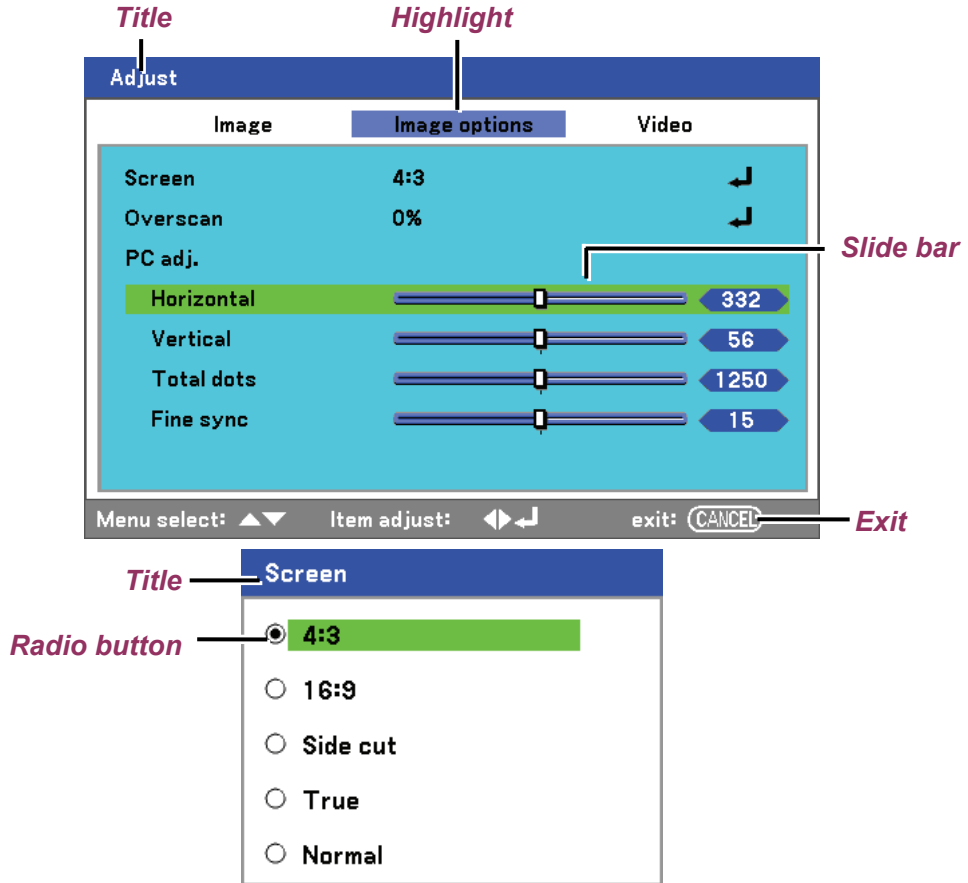 Title Highlight
Adjust
Image Image options Video
Screen 4:3
Overscan 0%
PC adj.
Slide bar
Horizontal 332
Vertical 56
Total dots 1250
Fine sync 15
Menu select: ▲▼ Item adjust: ◀▶↵ exit: CANCEL
Exit
Title
Screen
Radio button
4:3
16:9
Side cut
True
Normal